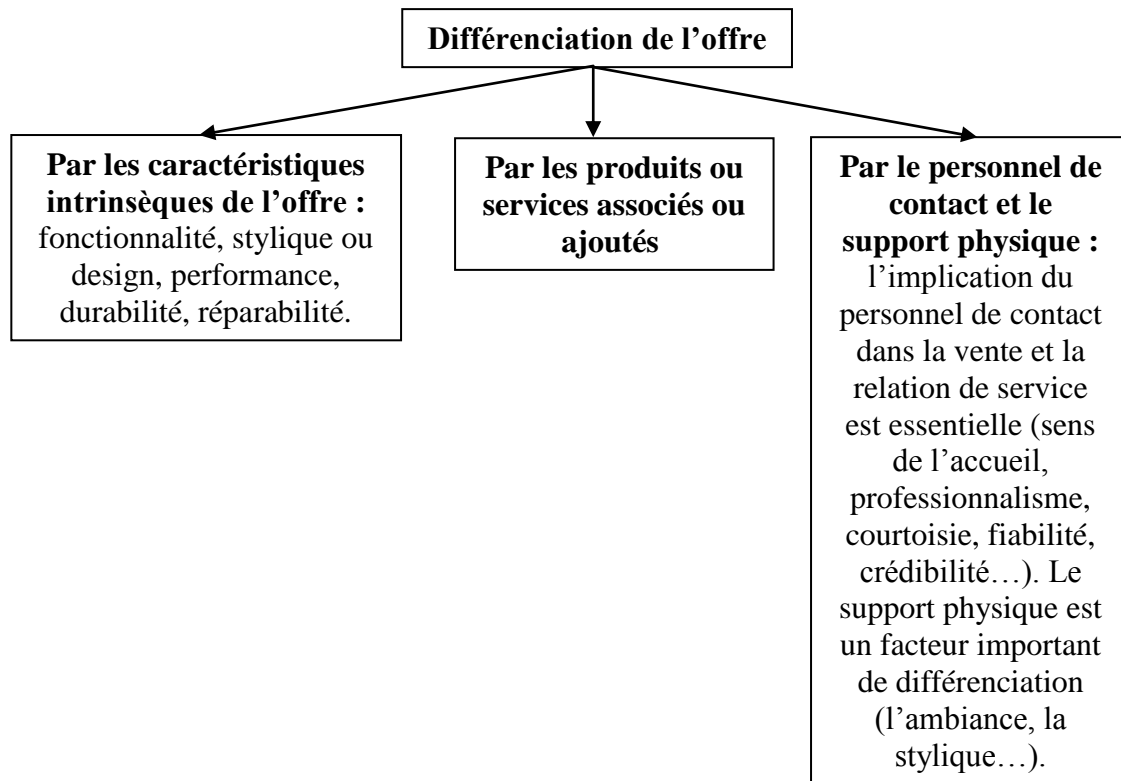 Différenciation de l’offre
Par les caractéristiques
intrinsèques de l’offre :
fonctionnalité, stylique ou
design, performance,
durabilité, réparabilité.
Par les produits ou
services associés ou
ajoutés
Par le personnel de
contact et le
support physique :
l’implication du
personnel de contact
dans la vente et la
relation de service
est essentielle (sens
de l’accueil,
professionnalisme,
courtoisie, fiabilité,
crédibilité…). Le
support physique est
un facteur important
de différenciation
(l’ambiance, la
stylique…).